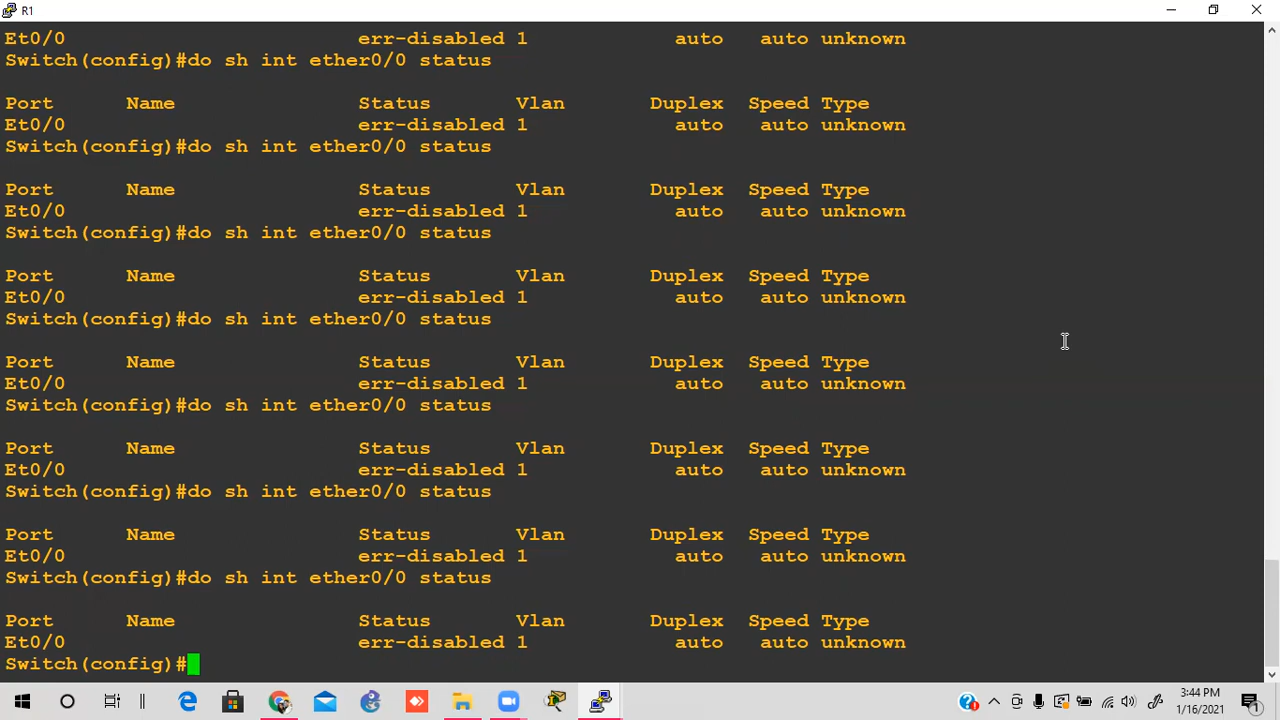 R1
Et0/0 err-disabled 1 auto auto unknown
Switch(config)#do sh int ether0/0 status
Port Name Status Vlan Duplex Speed Type
Et0/0 err-disabled 1 auto auto unknown
Switch(config)#do sh int ether0/0 status
Port Name Status Vlan Duplex Speed Type
Et0/0 err-disabled 1 auto auto unknown
Switch(config)#do sh int ether0/0 status
Port Name Status Vlan Duplex Speed Type
Et0/0 err-disabled 1 auto auto unknown
Switch(config)#do sh int ether0/0 status
Port Name Status Vlan Duplex Speed Type
Et0/0 err-disabled 1 auto auto unknown
Switch(config)#do sh int ether0/0 status
Port Name Status Vlan Duplex Speed Type
Et0/0 err-disabled 1 auto auto unknown
Switch(config)#do sh int ether0/0 status
Port Name Status Vlan Duplex Speed Type
Et0/0 err-disabled 1 auto auto unknown
Switch(config)#do sh int ether0/0 status
Port Name Status Vlan Duplex Speed Type
Et0/0 err-disabled 1 auto auto unknown
Switch(config)#
3:44 PM
1/16/2021